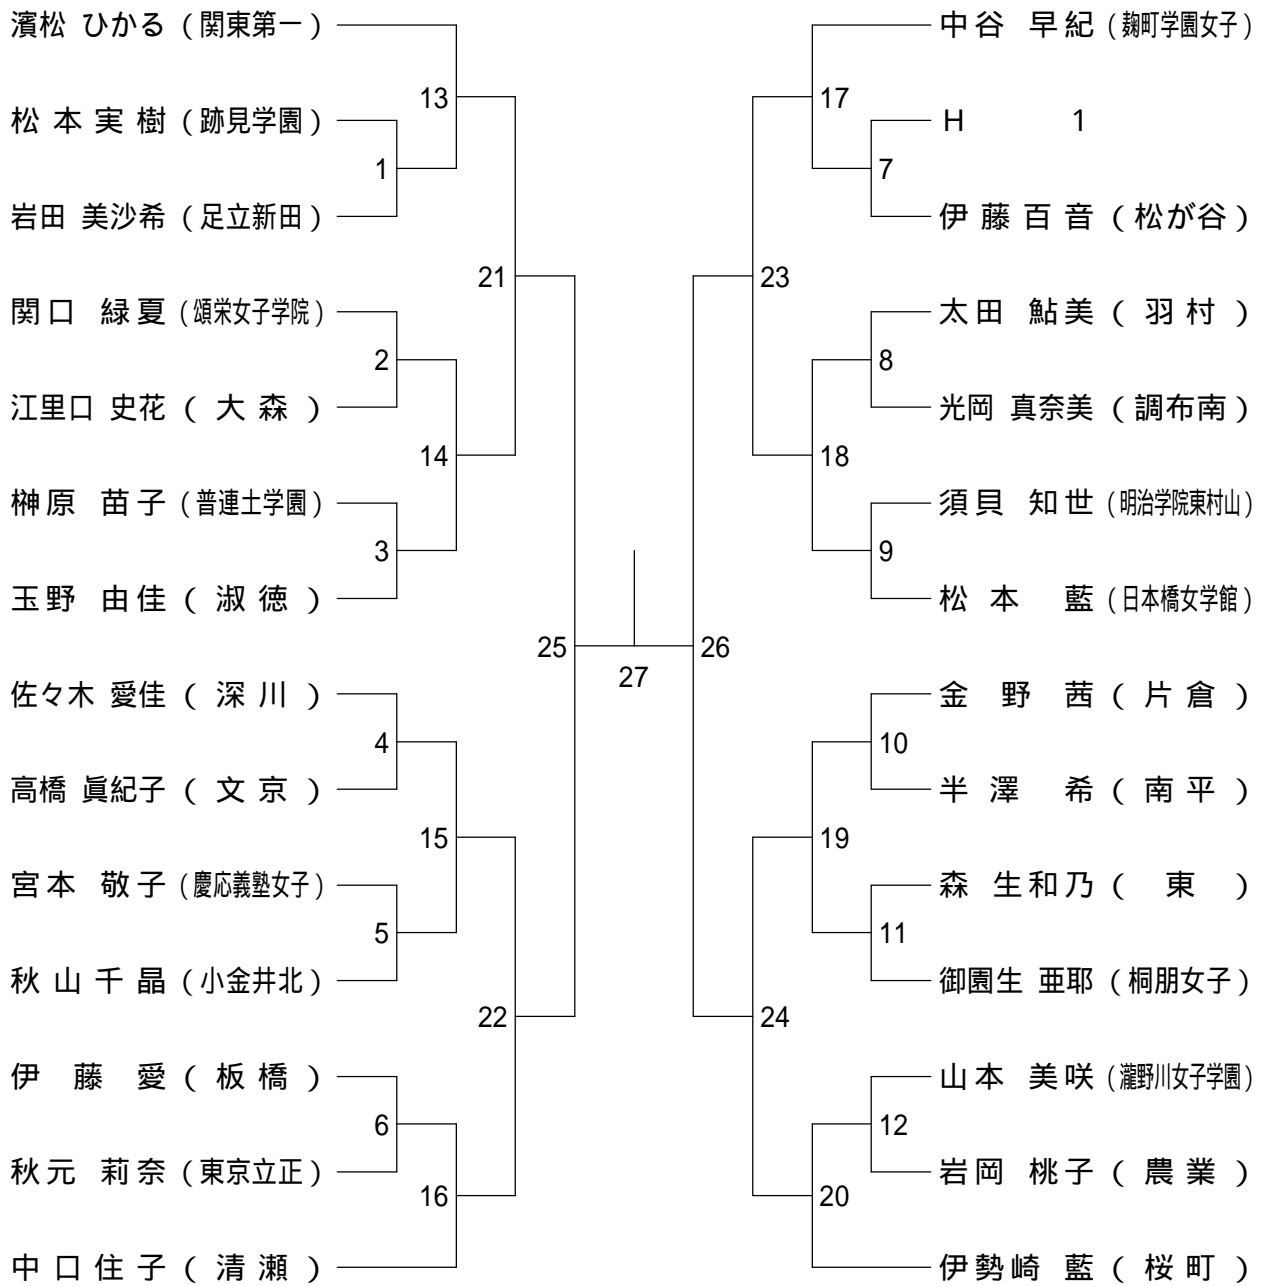 濱松 ひかる (関東第一)
13
松本実樹 (跡見学園)
1
岩田 美沙希 (足立新田)
21
関口 緑夏 (頌栄女子学院)
2
江里口 史花 (大森)
14
榊原 苗子 (普連土学園)
3
玉野 由佳 (淑徳)
25
佐々木 愛佳 (深川)
4
高橋 眞紀子 (文京)
15
宮本 敬子 (慶応義塾女子)
5
秋山千晶 (小金井北)
22
伊藤愛 (板橋)
6
秋元 莉奈 (東京立正)
16
中口住子 (清瀬)
27
中谷 早紀 (麹町学園女子)
17
H 1
7
伊藤百音 (松が谷)
23
太田 鮎美 (羽村)
8
光岡 真奈美 (調布南)
18
須貝 知世 (明治学院東村山)
9
松本 藍 (日本橋女学館)
26
金野茜 (片倉)
10
半澤 希 (南平)
19
森 生和乃 (東)
11
御園生 亜耶 (桐朋女子)
24
山本 美咲 (瀧野川女子学園)
12
岩岡 桃子 (農業)
20
伊勢崎 藍 (桜町)